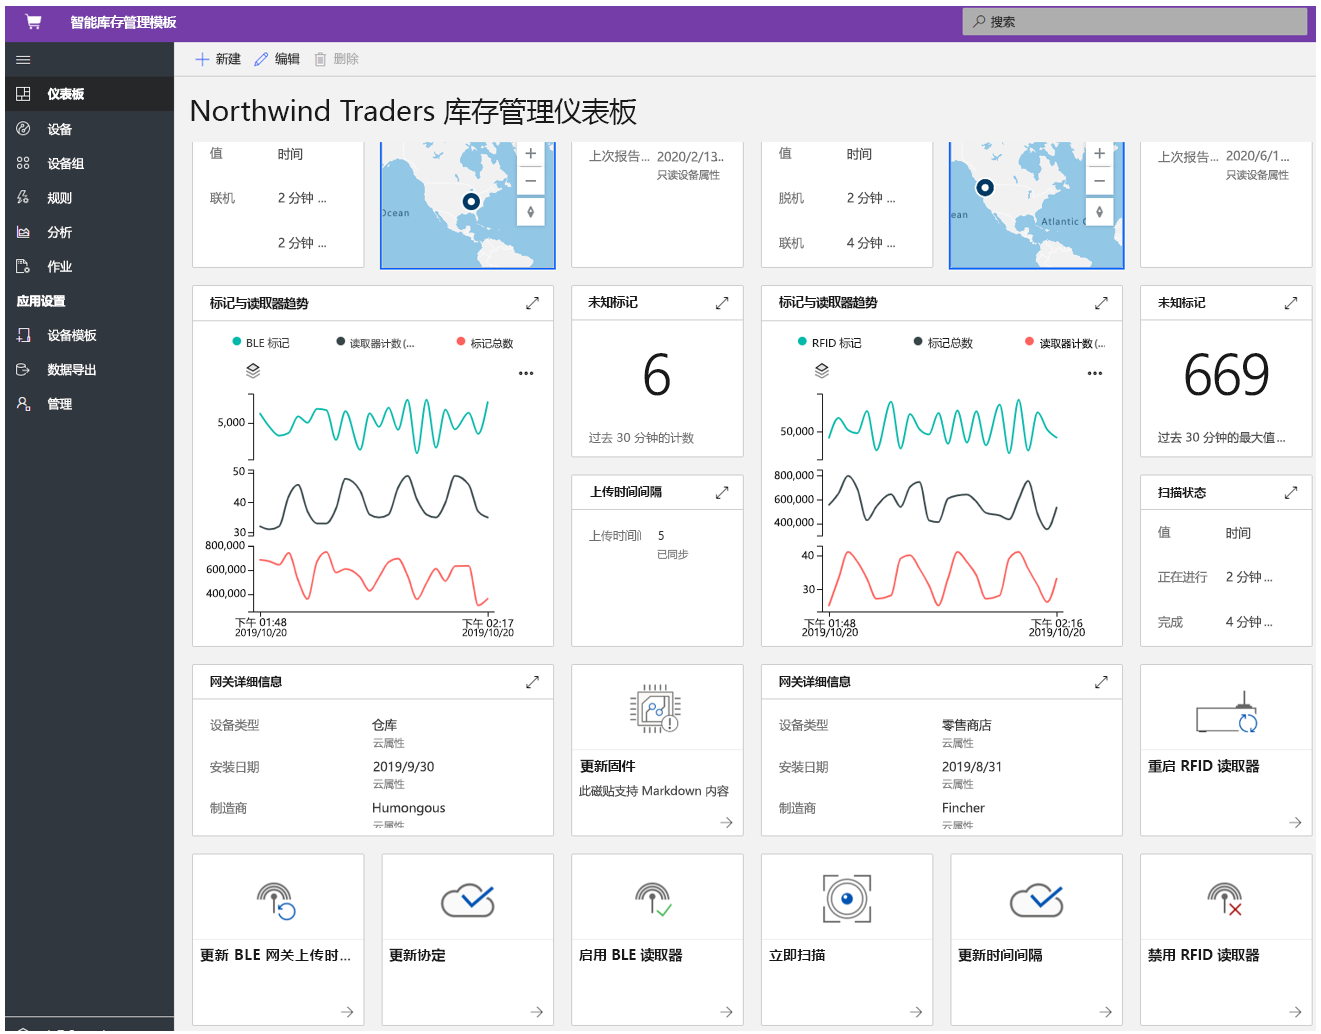 智能库存管理模板
搜索
新建 编辑 删除
仪表板
设备
设备组
规则
分析
作业
应用设置
设备模板
数据导出
管理
Northwind Traders 库存管理仪表板
值 时间
联机 2 分钟 ...
2 分钟 ...
Ocean
上次报告... 2020/2/13..
只读设备属性
值 时间
脱机 2 分钟 ...
联机 4 分钟 ...
ean
Atlantic
上次报告... 2020/6/1...
只读设备属性
标记与读取器趋势
BLE 标记 读取器计数(... 标记总数
5,000
50
40
30
800,000
600,000
400,000
下午 01:48 下午 02:17
2019/10/20 2019/10/20
未知标记
6
过去 30 分钟的计数
上传时间间隔
上传时间 5
已同步
标记与读取器趋势
RFID 标记 标记总数 读取器计数(...
50,000
800,000
600,000
400,000
40
30
下午 01:48 下午 02:16
2019/10/20 2019/10/20
未知标记
669
过去 30 分钟的最大值...
扫描状态
值 时间
正在进行 2 分钟 ...
完成 4 分钟 ...
网关详细信息
设备类型 仓库
云属性
安装日期 2019/9/30
云属性
制造商 Humongous
云属性
更新固件
此磁贴支持 Markdown 内容
网关详细信息
设备类型 零售商店
云属性
安装日期 2019/8/31
云属性
制造商 Fincher
云属性
重启 RFID 读取器
更新 BLE 网关上传时...
更新协定
启用 BLE 读取器
立即扫描
更新时间间隔
禁用 RFID 读取器